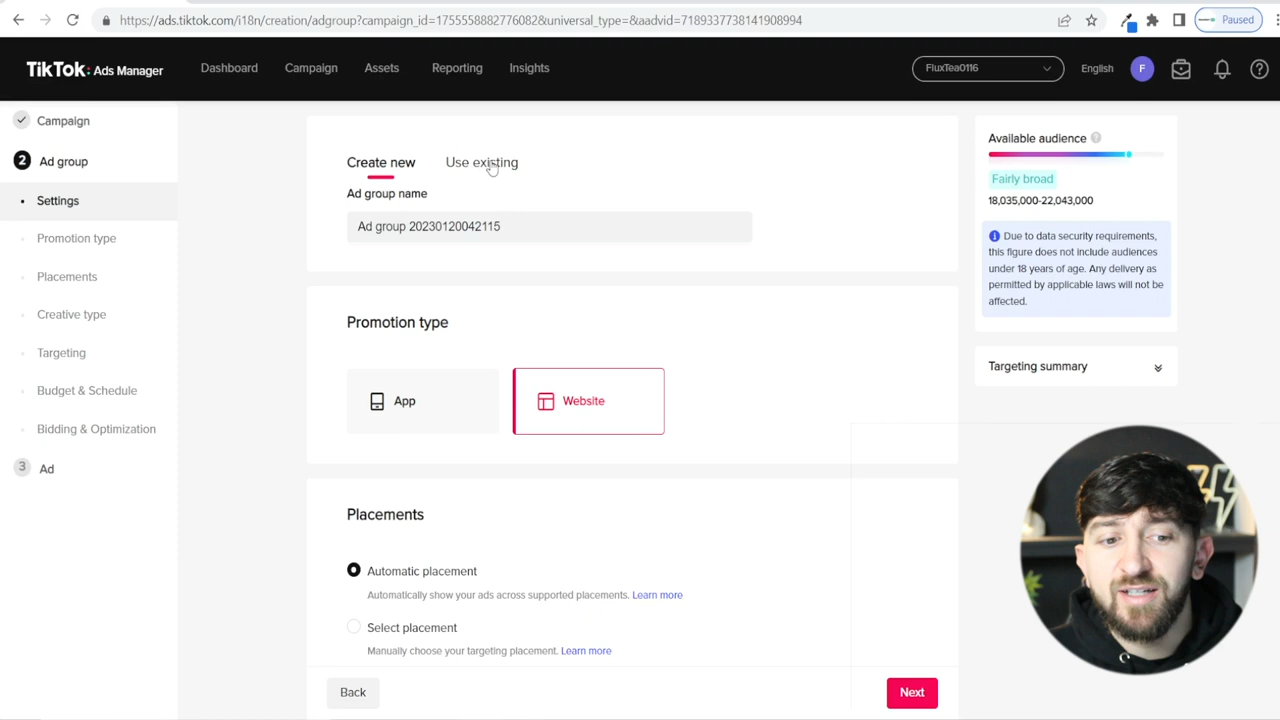 https://ads.tiktok.com/i18n/creation/adgroup?campaign_id=1755558882776082&universal_type=&aadvid=7189337738141908994
Paused
TikTok: Ads Manager
Dashboard
Campaign
Assets
Reporting
Insights
FluxTea0116
English
F
Campaign
2 Ad group
Settings
Promotion type
Placements
Creative type
Targeting
Budget & Schedule
Bidding & Optimization
3 Ad
Create new
Use existing
Ad group name
Ad group 20230120042115
Promotion type
App
Website
Placements
Automatic placement
Automatically show your ads across supported placements. Learn more
Select placement
Manually choose your targeting placement. Learn more
Back
Next
Available audience
Fairly broad
18,035,000-22,043,000
Due to data security requirements,
this figure does not include audiences
under 18 years of age. Any delivery as
permitted by applicable laws will not be
affected.
Targeting summary